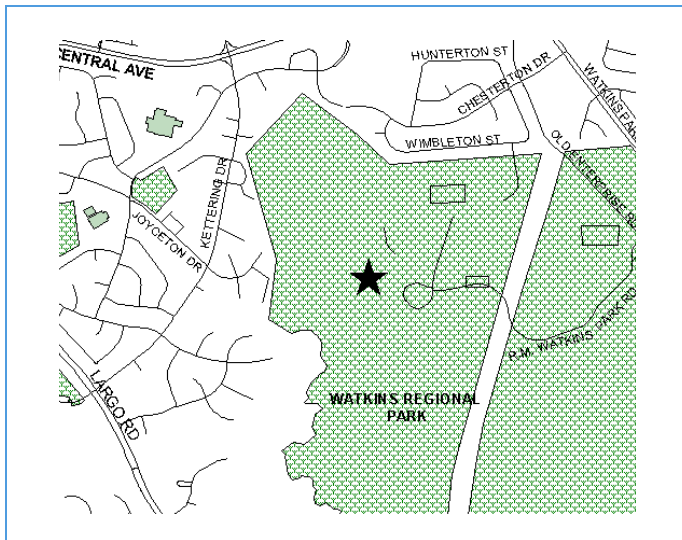 CENTRAL AVE
HUNTERTON ST
CHESTERTON DR
WATKINS PAR
WIMBLETON ST
OLD ENTERPRISE RD
KETTERING DR
JOYCETON DR
R.M. WATKINS PARK RD
LARGO RD
WATKINS REGIONAL
PARK